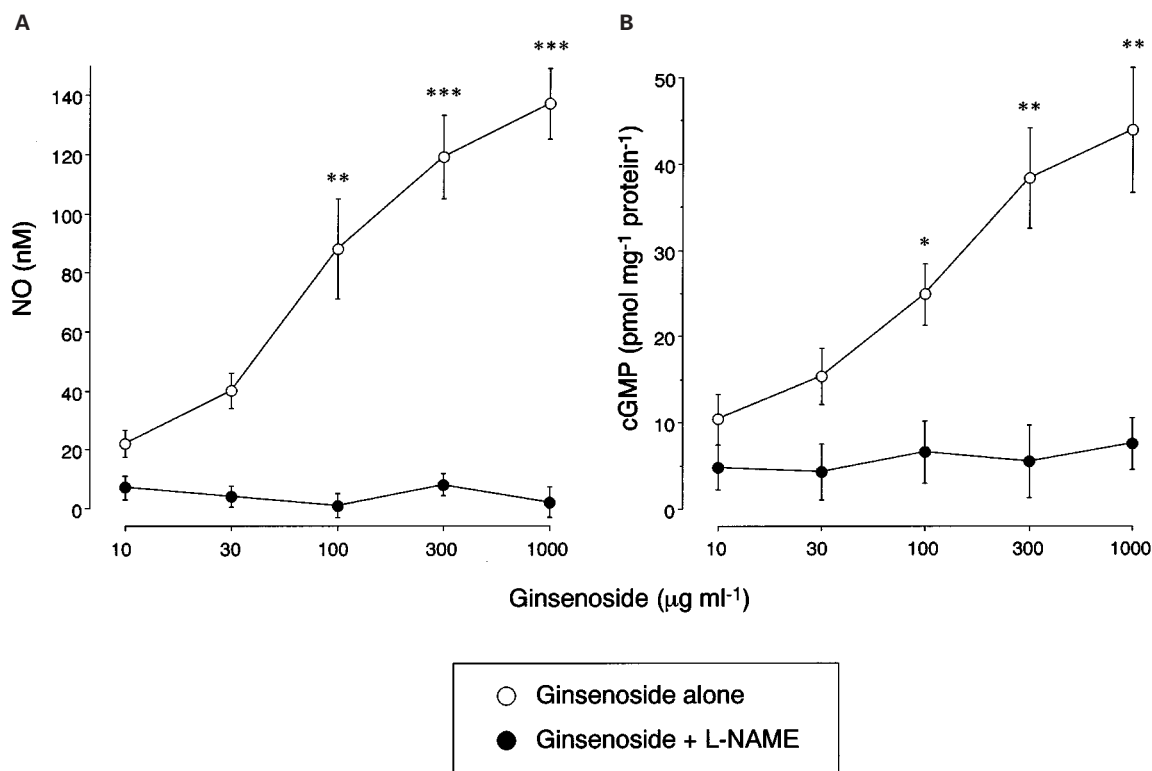 A
B
***
***
**
140
120
100
80
60
40
20
0
NO (nM)
10 30 100 300 1000
**
**
*
50
40
30
20
10
0
cGMP (pmol mg⁻¹ protein⁻¹)
10 30 100 300 1000
Ginsenoside (µg ml⁻¹)
Ginsenoside alone
Ginsenoside + L-NAME